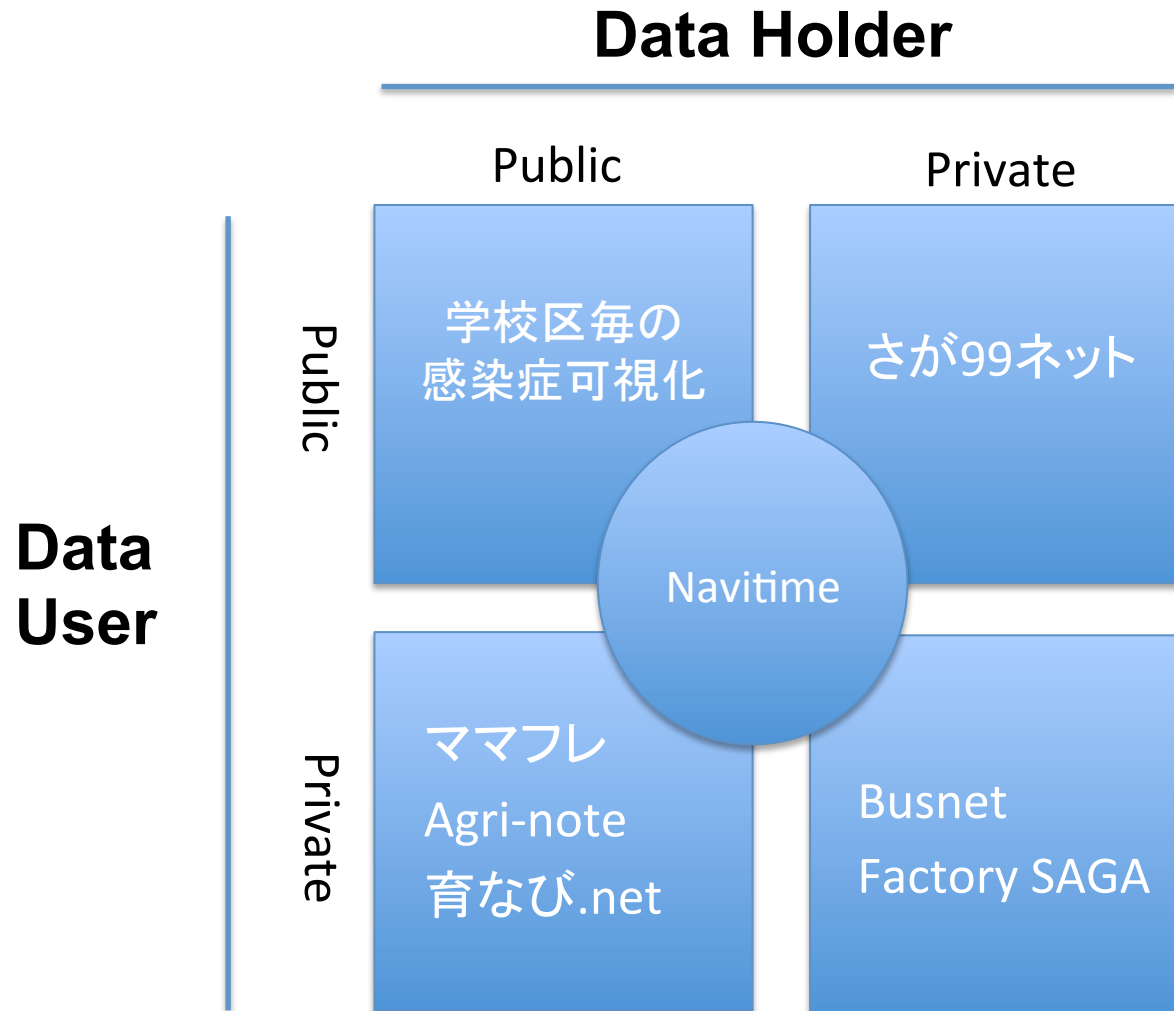 Data Holder
Public
Private
Public
学校区毎の
感染症可視化
さが99ネット
Data
User
Navitime
Private
ママフレ
Agri-note
育なび.net
Busnet
Factory SAGA